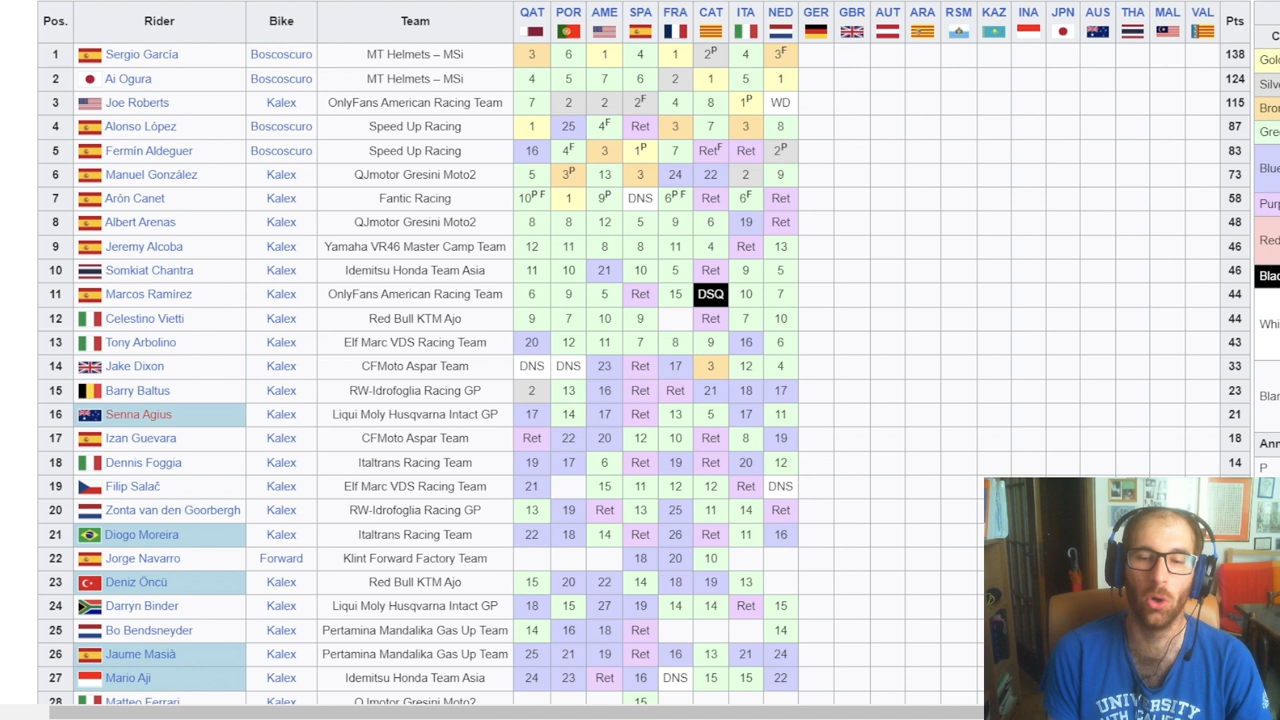 Pos. Rider Bike Team QAT POR AME SPA FRA CAT ITA NED GER GBR AUT ARA RSM KAZ INA JPN AUS THA MAL VAL Pts
1 Sergio García Boscoscuro MT Helmets – MSi 3 6 1 4 1 2P 4 3F 138
2 Ai Ogura Boscoscuro MT Helmets – MSi 4 5 7 6 2 1 5 1 124
3 Joe Roberts Kalex OnlyFans American Racing Team 7 2 2 2F 4 8 1P WD 115
4 Alonso López Boscoscuro Speed Up Racing 1 25 4F Ret 3 7 3 8 87
5 Fermín Aldeguer Boscoscuro Speed Up Racing 16 4F 3 1P 7 RetF Ret 2P 83
6 Manuel González Kalex QJmotor Gresini Moto2 5 3P 13 3 24 22 2 9 73
7 Arón Canet Kalex Fantic Racing 10P F 1 9P DNS 6P F Ret 6F Ret 58
8 Albert Arenas Kalex QJmotor Gresini Moto2 8 8 12 5 9 6 19 Ret 48
9 Jeremy Alcoba Kalex Yamaha VR46 Master Camp Team 12 11 8 8 11 4 Ret 13 46
10 Somkiat Chantra Kalex Idemitsu Honda Team Asia 11 10 21 10 5 Ret 9 5 46
11 Marcos Ramírez Kalex OnlyFans American Racing Team 6 9 5 Ret 15 DSQ 10 7 44
12 Celestino Vietti Kalex Red Bull KTM Ajo 9 7 10 9 Ret 7 10 44
13 Tony Arbolino Kalex Elf Marc VDS Racing Team 20 12 11 7 8 9 16 6 43
14 Jake Dixon Kalex CFMoto Aspar Team DNS DNS 23 Ret 17 3 12 4 33
15 Barry Baltus Kalex RW-Idrofoglia Racing GP 2 13 16 Ret Ret 21 18 17 23
16 Senna Agius Kalex Liqui Moly Husqvarna Intact GP 17 14 17 Ret 13 5 17 11 21
17 Izan Guevara Kalex CFMoto Aspar Team Ret 22 20 12 10 Ret 8 19 18
18 Dennis Foggia Kalex Italtrans Racing Team 19 17 6 Ret 19 Ret 20 12 14
19 Filip Salač Kalex Elf Marc VDS Racing Team 21 15 11 12 12 Ret DNS
20 Zonta van den Goorbergh Kalex RW-Idrofoglia Racing GP 13 19 Ret 13 25 11 14 Ret
21 Diogo Moreira Kalex Italtrans Racing Team 22 18 14 Ret 26 Ret 11 16
22 Jorge Navarro Forward Klint Forward Factory Team 18 20 10
23 Deniz Öncü Kalex Red Bull KTM Ajo 15 20 22 14 18 19 13
24 Darryn Binder Kalex Liqui Moly Husqvarna Intact GP 18 15 27 19 14 14 Ret 15
25 Bo Bendsneyder Kalex Pertamina Mandalika Gas Up Team 14 16 18 Ret 14
26 Jaume Masià Kalex Pertamina Mandalika Gas Up Team 25 21 19 Ret 16 13 21 24
27 Mario Aji Kalex Idemitsu Honda Team Asia 24 23 Ret 16 DNS 15 15 22
28 Matteo Ferrari Kalex QJmotor Gresini Moto2 15
P
UNIVERSITY